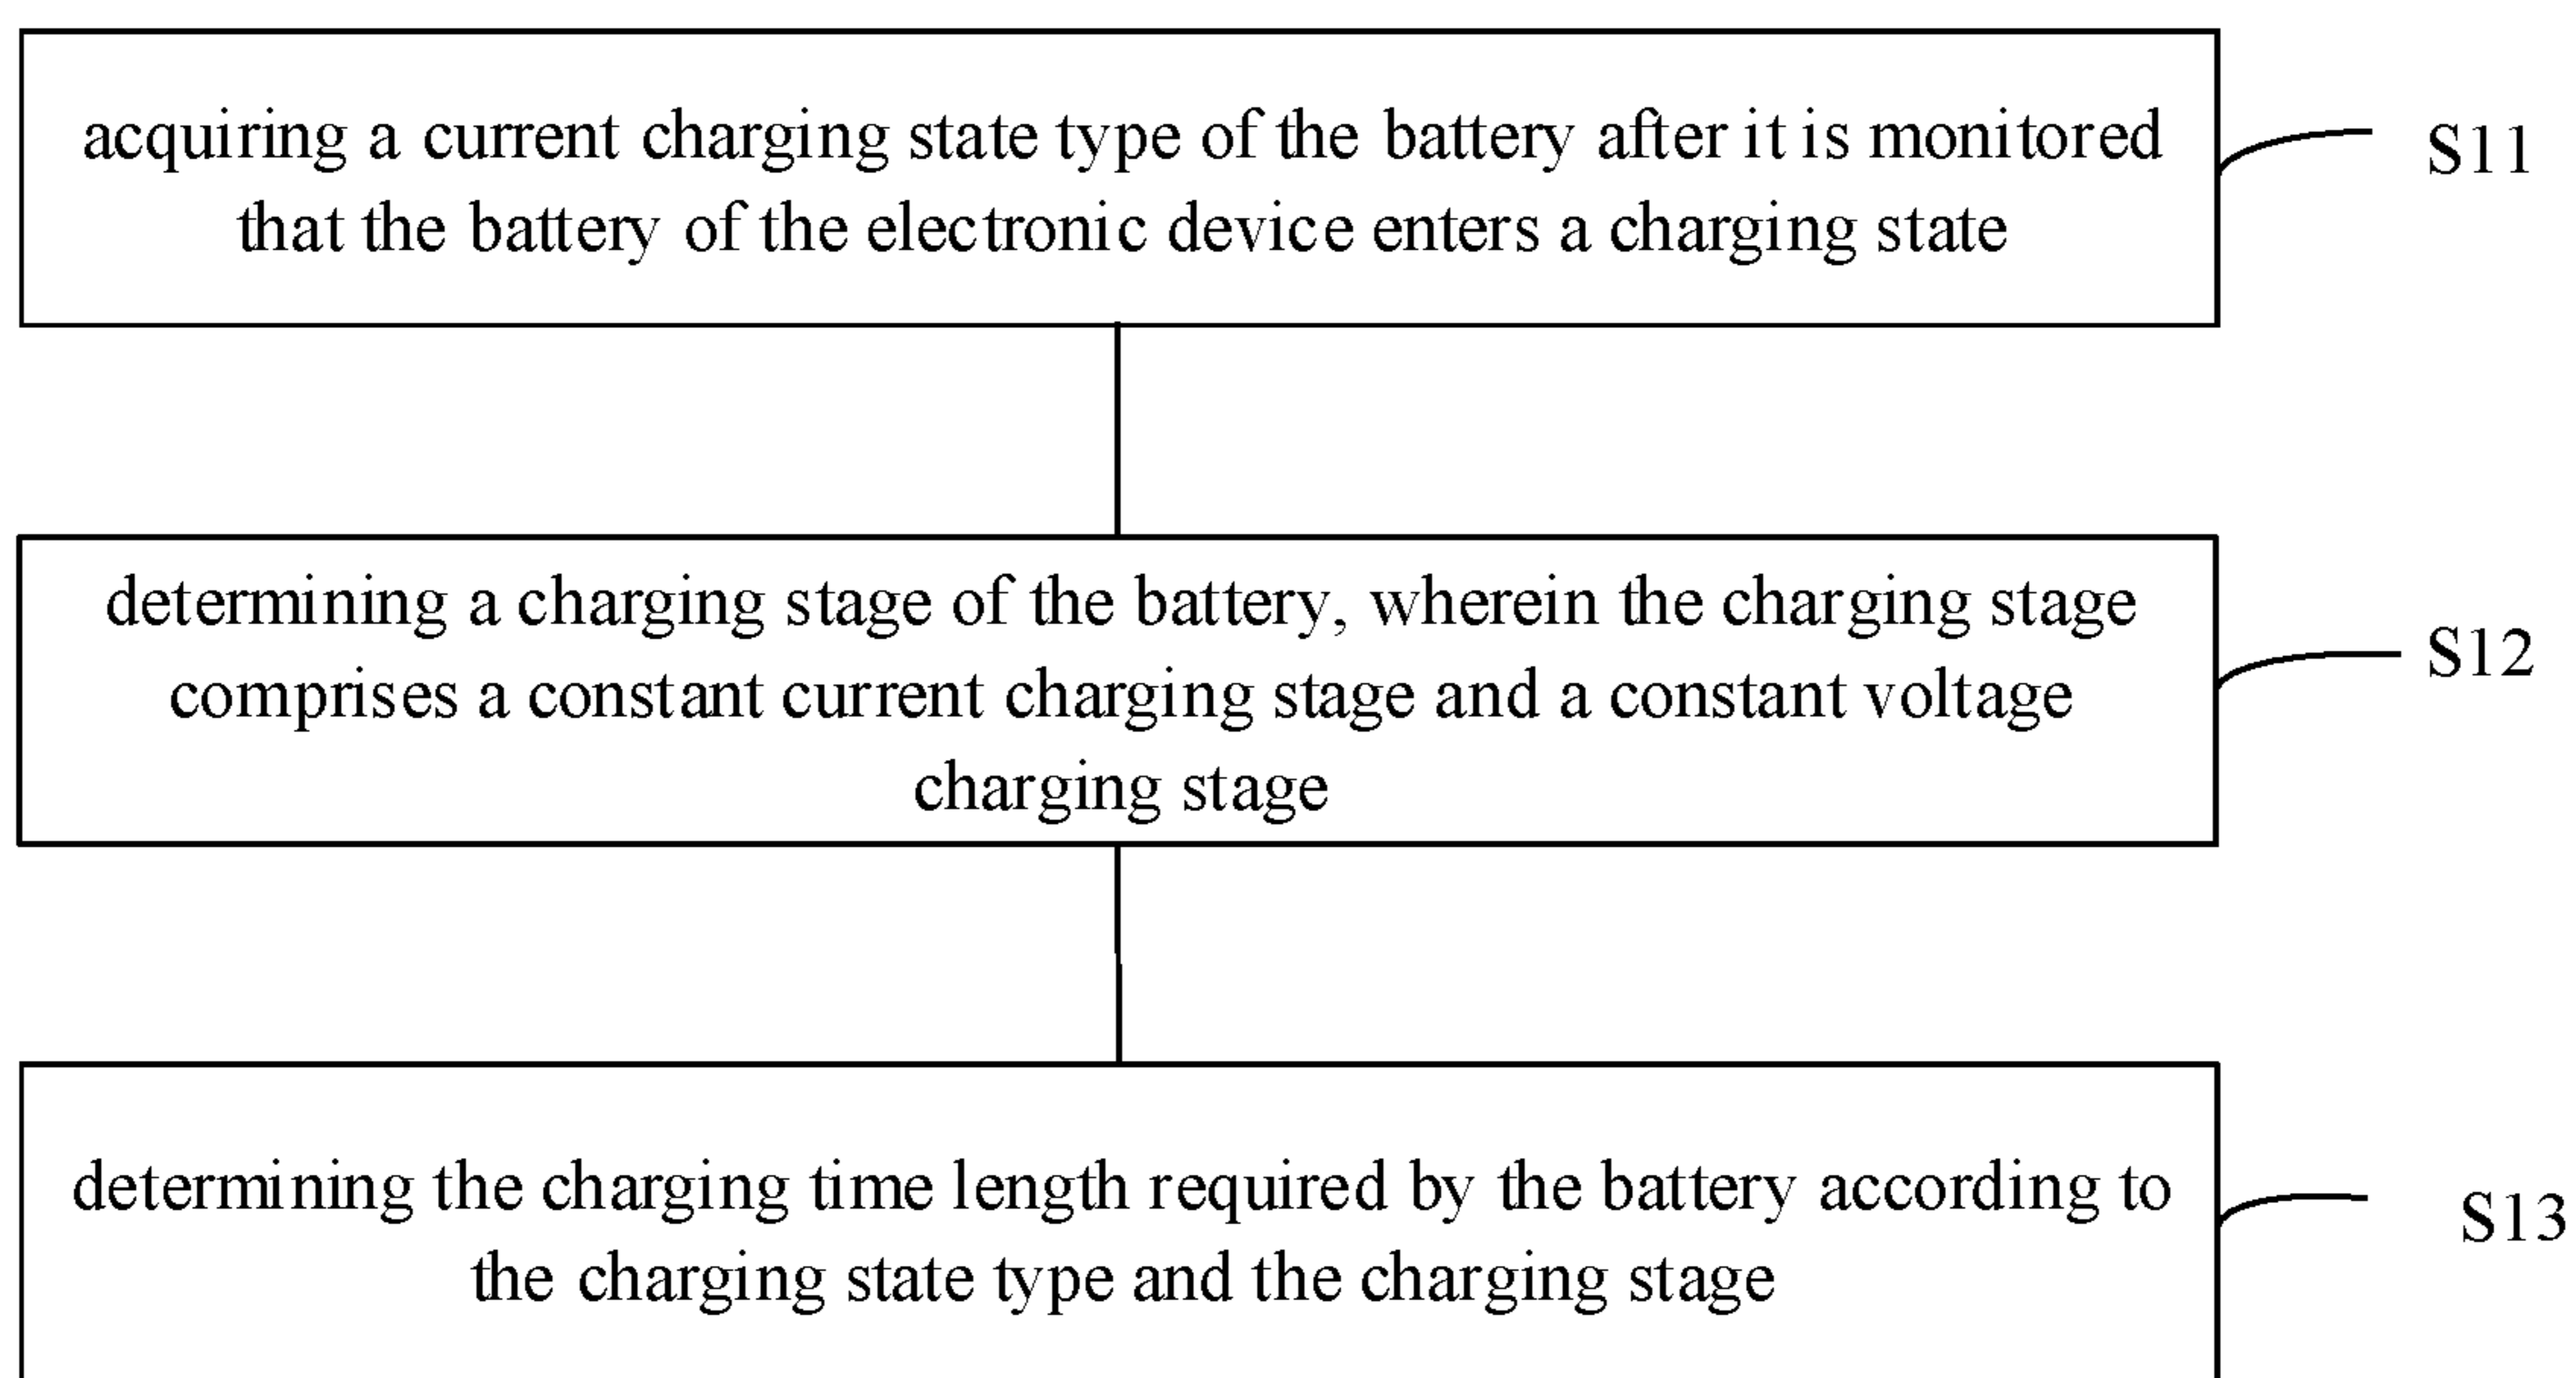 acquiring a current charging state type of the battery after it is monitored
that the battery of the electronic device enters a charging state
S11
determining a charging stage of the battery, wherein the charging stage
comprises a constant current charging stage and a constant voltage
charging stage
S12
determining the charging time length required by the battery according to
the charging state type and the charging stage
S13